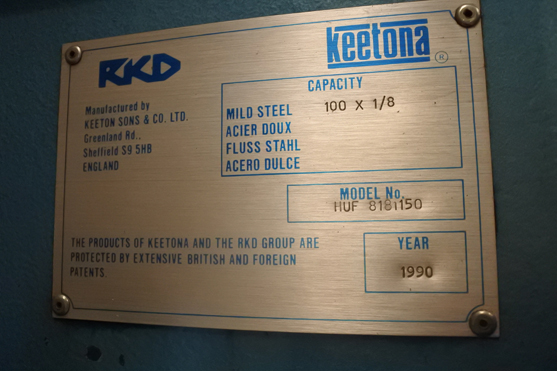 RKD
keetona ®
Manufactured by
KEETON SONS & CO. LTD.
Greenland Rd.,
Sheffield S9 5HB
ENGLAND
CAPACITY
MILD STEEL 100 X 1/8
ACIER DOUX
FLUSS STAHL
ACERO DULCE
MODEL No.
HUF 8181150
THE PRODUCTS OF KEETONA AND THE RKD GROUP ARE
PROTECTED BY EXTENSIVE BRITISH AND FOREIGN
PATENTS
YEAR
1990